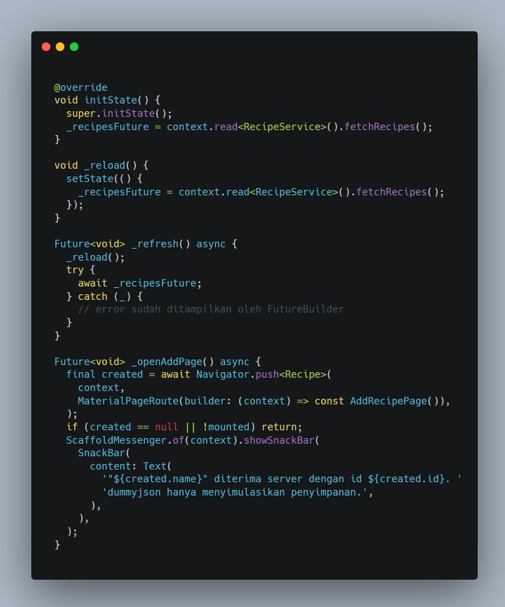 @override
void initState() {
  super.initState();
  _recipesFuture = context.read<RecipeService>().fetchRecipes();
}

void _reload() {
  setState(() {
    _recipesFuture = context.read<RecipeService>().fetchRecipes();
  });
}

Future<void> _refresh() async {
  _reload();
  try {
    await _recipesFuture;
  } catch (_) {
    // error sudah ditampilkan oleh FutureBuilder
  }
}

Future<void> _openAddPage() async {
  final created = await Navigator.push<Recipe>(
    context,
    MaterialPageRoute(builder: (context) => const AddRecipePage()),
  );
  if (created == null || !mounted) return;
  ScaffoldMessenger.of(context).showSnackBar(
    SnackBar(
      content: Text(
        '"${created.name}" diterima server dengan id ${created.id}. '
        'dummyjson hanya menyimulasikan penyimpanan.',
      ),
    ),
  );
}